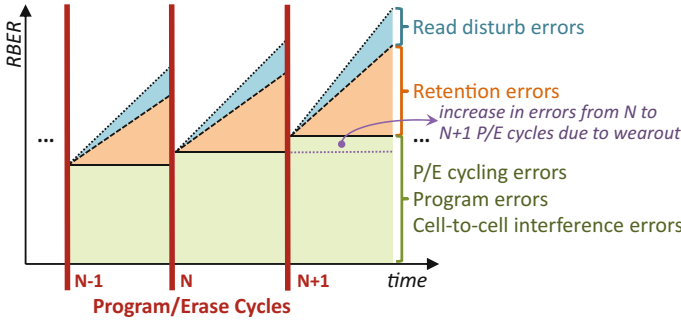 RBER
Read disturb errors
Retention errors
increase in errors from N to
N+1 P/E cycles due to wearout
...
...
P/E cycling errors
Program errors
Cell-to-cell interference errors
N-1
N
N+1
time
Program/Erase Cycles